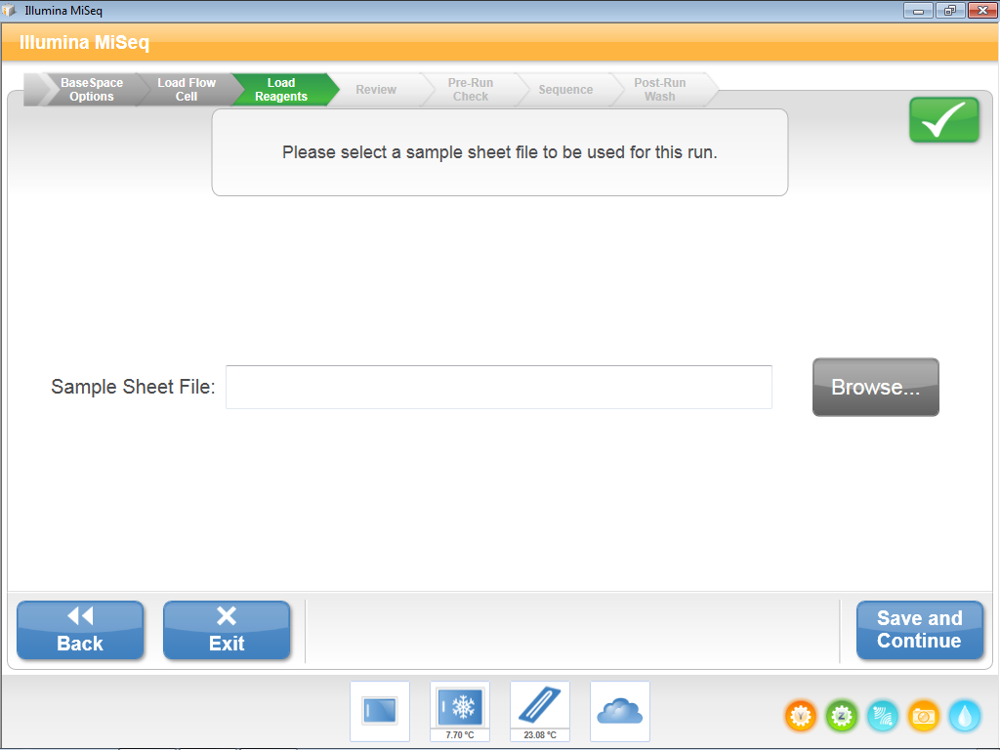 Illumina MiSeq
Illumina MiSeq
BaseSpace
Options
Load Flow
Cell
Load
Reagents
Review
Pre-Run
Check
Sequence
Post-Run
Wash
Please select a sample sheet file to be used for this run.
Sample Sheet File:
Browse...
Back
Exit
Save and
Continue
7.70 °C
23.08 °C
Y
Z